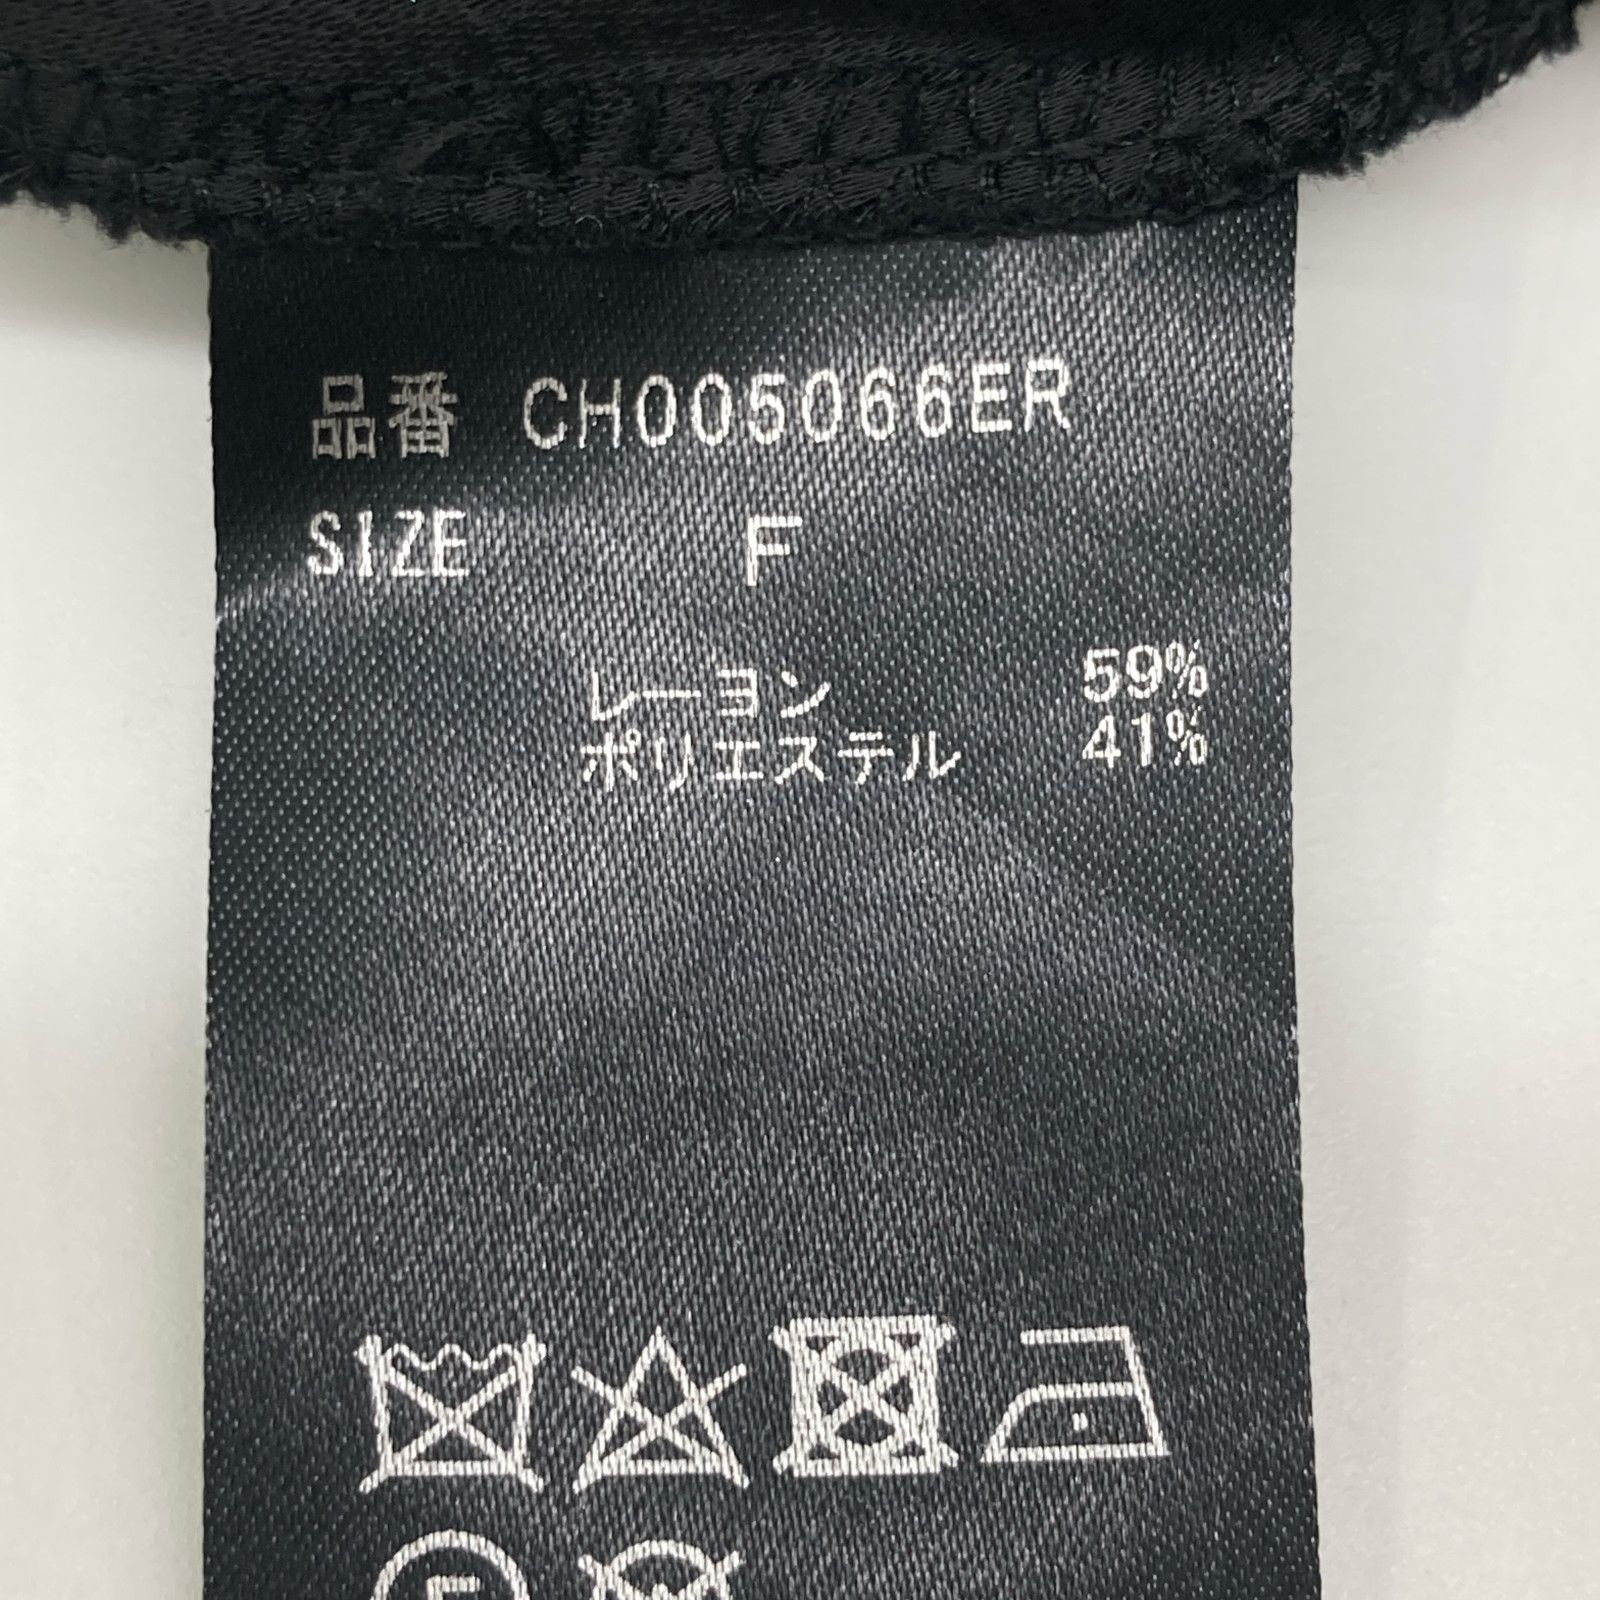 品番 CH005066ER
SIZE F
レーヨン 59%
ポリエステル 41%